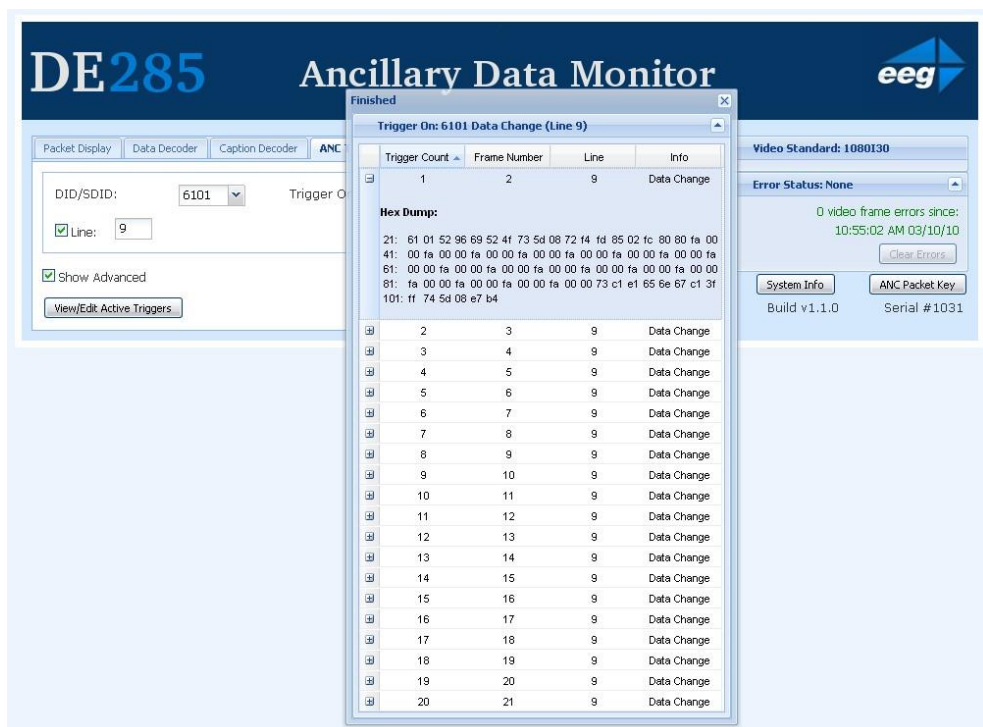 DE285 Ancillary Data Monitor eeg
Packet Display Data Decoder Caption Decoder ANC
DID/SDID: 6101 Trigger O
Line: 9
Show Advanced
View/Edit Active Triggers
Finished
Trigger On: 6101 Data Change (Line 9)
Trigger Count Frame Number Line Info
1 2 9 Data Change
Hex Dump:
21: 61 01 52 96 69 52 4f 73 5d 08 72 f4 fd 85 02 fc 80 80 fa 00
41: 00 fa 00 00 fa 00 00 fa 00 00 fa 00 00 fa 00 00 fa 00 00 fa
61: 00 00 fa 00 00 fa 00 00 fa 00 00 fa 00 00 fa 00 00 fa 00 00
81: fa 00 00 fa 00 00 fa 00 00 fa 00 00 73 c1 e1 65 6e 67 c1 3f
101: ff 74 5d 08 e7 b4
2 3 9 Data Change
3 4 9 Data Change
4 5 9 Data Change
5 6 9 Data Change
6 7 9 Data Change
7 8 9 Data Change
8 9 9 Data Change
9 10 9 Data Change
10 11 9 Data Change
11 12 9 Data Change
12 13 9 Data Change
13 14 9 Data Change
14 15 9 Data Change
15 16 9 Data Change
16 17 9 Data Change
17 18 9 Data Change
18 19 9 Data Change
19 20 9 Data Change
20 21 9 Data Change
Video Standard: 1080I30
Error Status: None
0 video frame errors since:
10:55:02 AM 03/10/10
Clear Errors
System Info ANC Packet Key
Build v1.1.0 Serial #1031